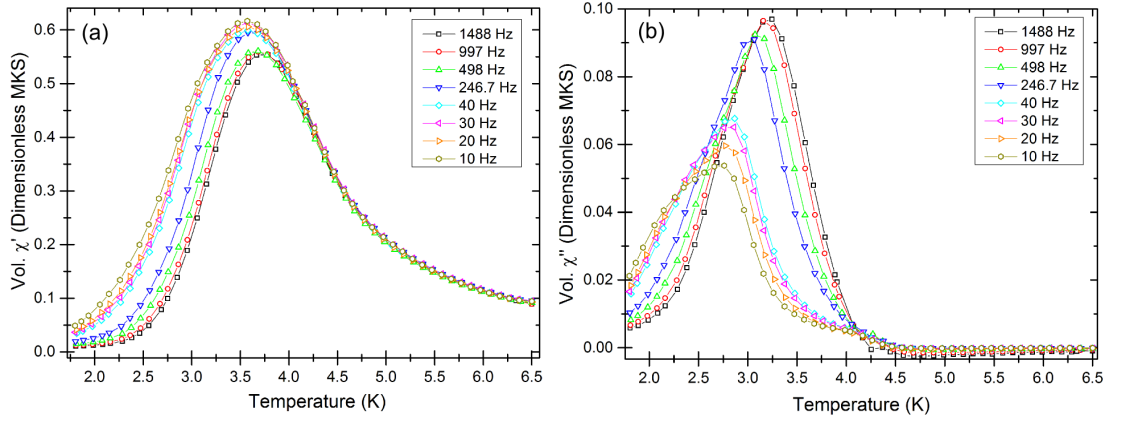 (a)
1488 Hz
997 Hz
498 Hz
246.7 Hz
40 Hz
30 Hz
20 Hz
10 Hz
Vol. χ' (Dimensionless MKS)
0.6
0.5
0.4
0.3
0.2
0.1
0.0
2.0 2.5 3.0 3.5 4.0 4.5 5.0 5.5 6.0 6.5
Temperature (K)
(b)
1488 Hz
997 Hz
498 Hz
246.7 Hz
40 Hz
30 Hz
20 Hz
10 Hz
Vol. χ'' (Dimensionless MKS)
0.10
0.08
0.06
0.04
0.02
0.00
2.0 2.5 3.0 3.5 4.0 4.5 5.0 5.5 6.0 6.5
Temperature (K)